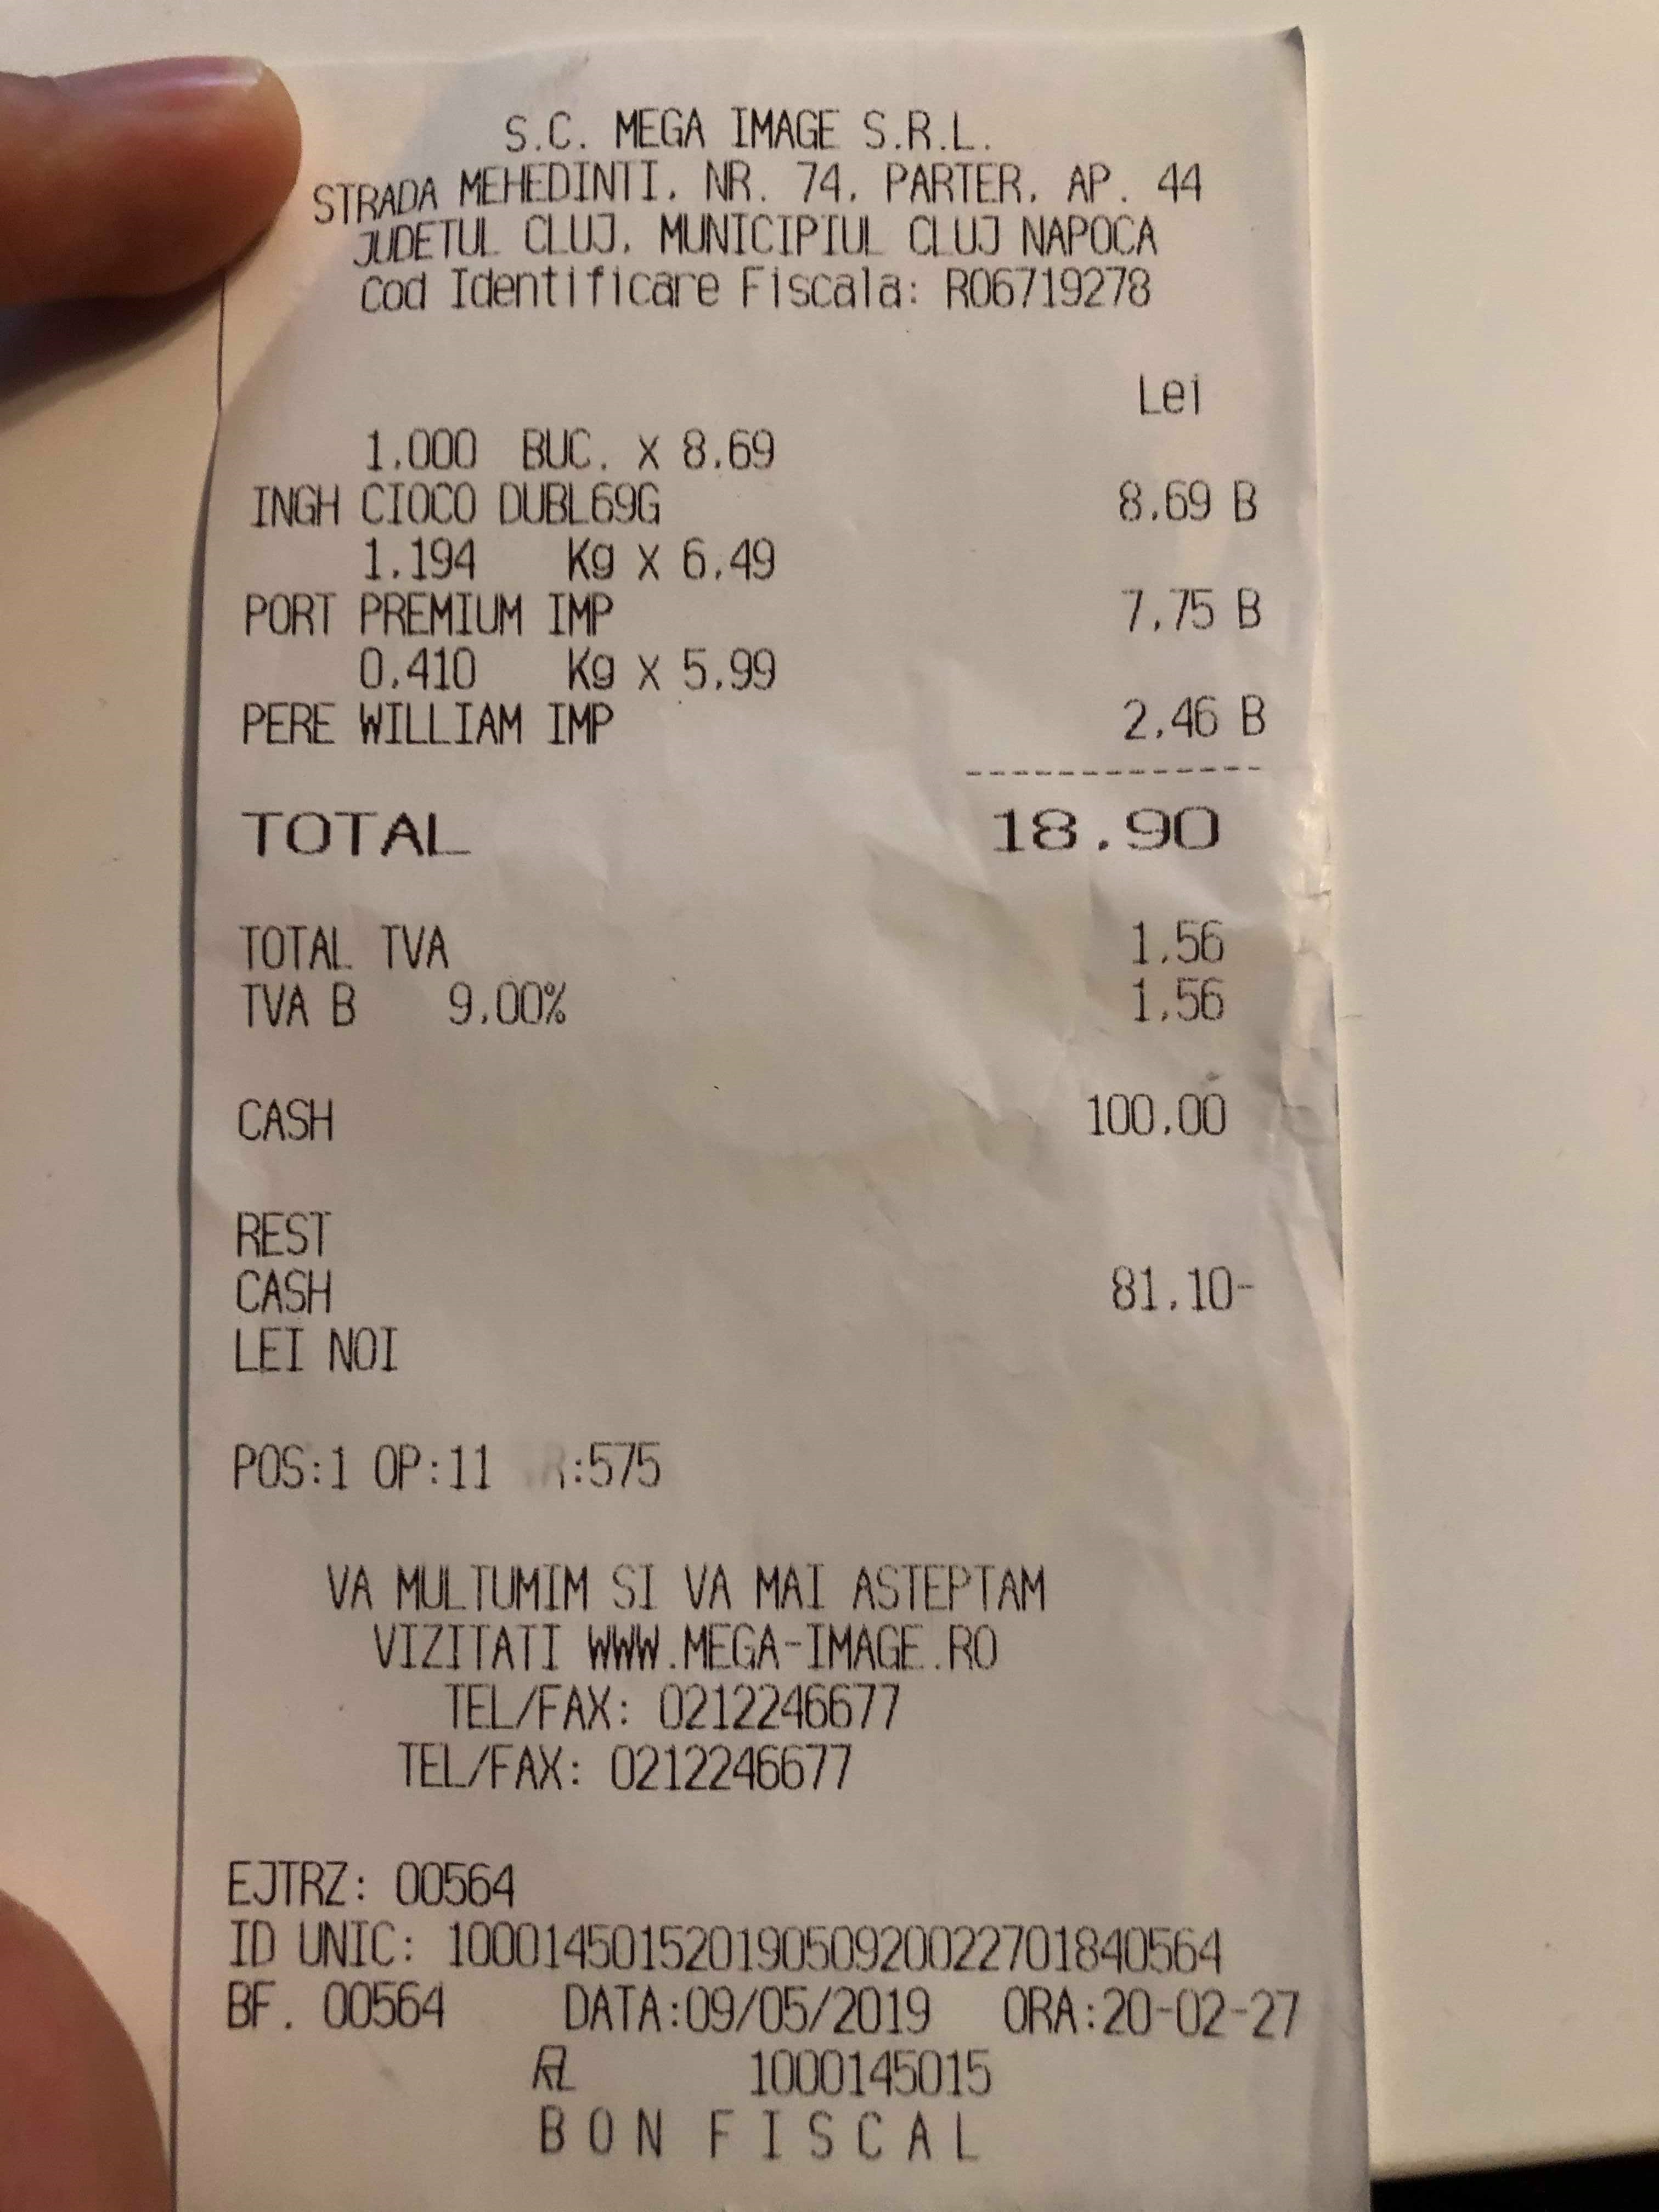 S.C. MEGA IMAGE S.R.L.
STRADA MEHEDINTI, NR. 74, PARTER, AP. 44
JUDETUL CLUJ, MUNICIPIUL CLUJ NAPOCA
Cod Identificare Fiscala: RO6719278
Lei
1.000 BUC. X 8.69
INGH CIOCO DUBL69G 8.69 B
1.194 Kg X 6.49
PORT PREMIUM IMP 7.75 B
0.410 Kg X 5.99
PERE WILLIAM IMP 2.46 B
-------------
TOTAL 18.90
TOTAL TVA 1.56
TVA B 9.00% 1.56
CASH 100.00
REST
CASH 81.10-
LEI NOI
POS:1 OP:11 :575
VA MULTUMIM SI VA MAI ASTEPTAM
VIZITATI WWW.MEGA-IMAGE.RO
TEL/FAX: 0212246677
TEL/FAX: 0212246677
EJTRZ: 00564
ID UNIC: 1000145015201905092002270184​0564
BF. 00564 DATA:09/05/2019 ORA:20-02-27
1000145015
BON FISCAL